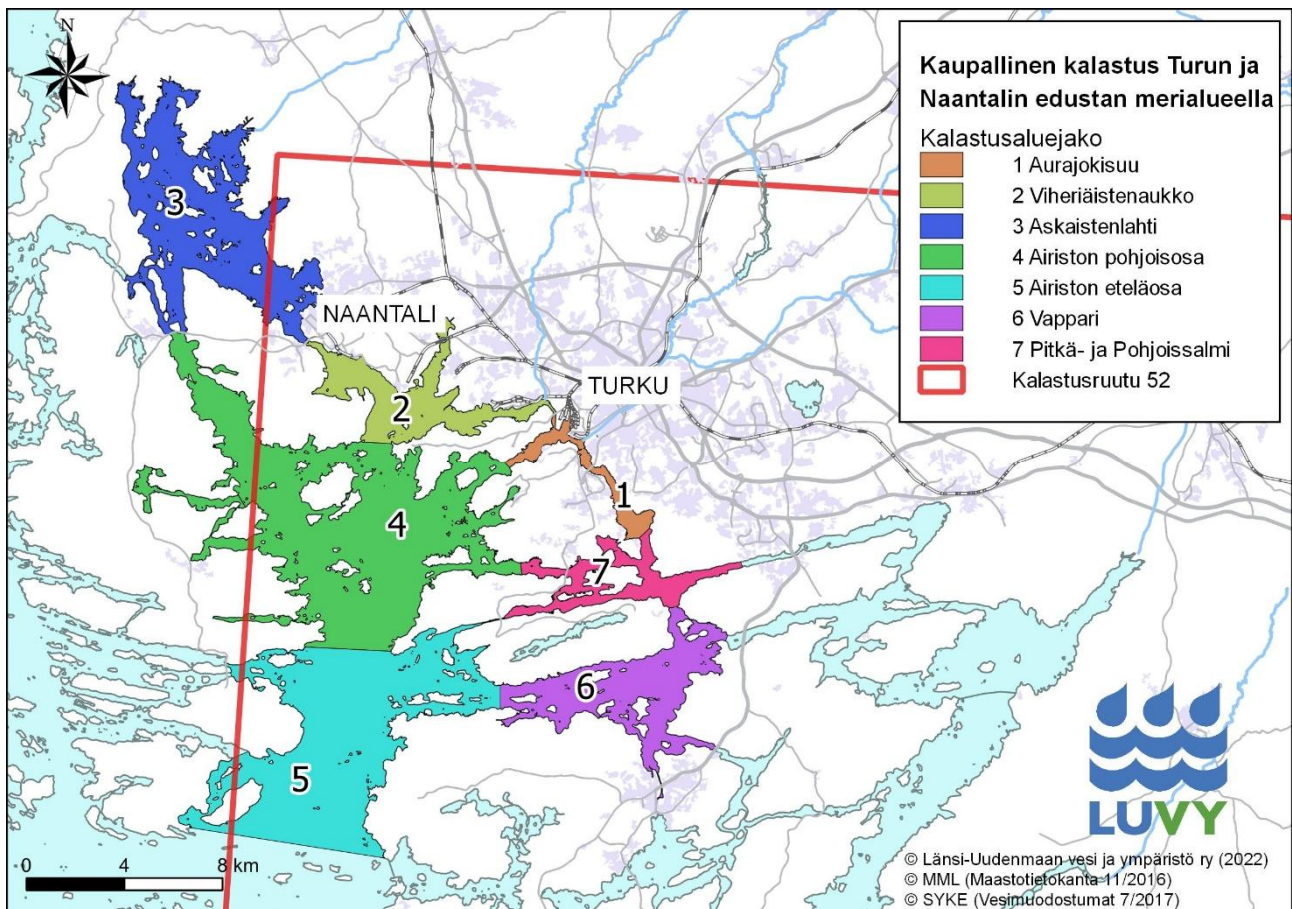 N
Kaupallinen kalastus Turun ja
Naantalin edustan merialueella
Kalastusaluejako
1 Aurajokisuu
2 Viheriäistenaukko
3 Askaistenlahti
4 Airiston pohjoisosa
5 Airiston eteläosa
6 Vappari
7 Pitkä- ja Pohjoissalmi
Kalastusruutu 52
3
NAANTALI
TURKU
2
1
4
7
6
5
LUVY
0 4 8 km
© Länsi-Uudenmaan vesi ja ympäristö ry (2022)
© MML (Maastotietokanta 11/2016)
© SYKE (Vesimuodostumat 7/2017)